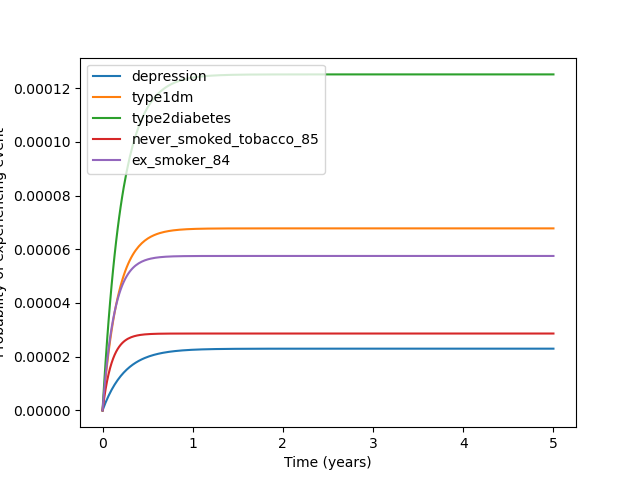 depression
type1dm
type2diabetes
never_smoked_tobacco_85
ex_smoker_84
0.00012
0.00010
0.00008
0.00006
0.00004
0.00002
0.00000
0 1 2 3 4 5
Time (years)
Probability of experiencing event